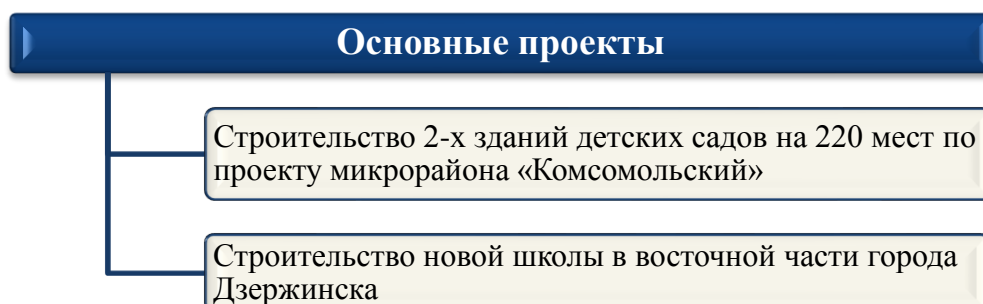 Основные проекты
Строительство 2-х зданий детских садов на 220 мест по
проекту микрорайона «Комсомольский»
Строительство новой школы в восточной части города
Дзержинска